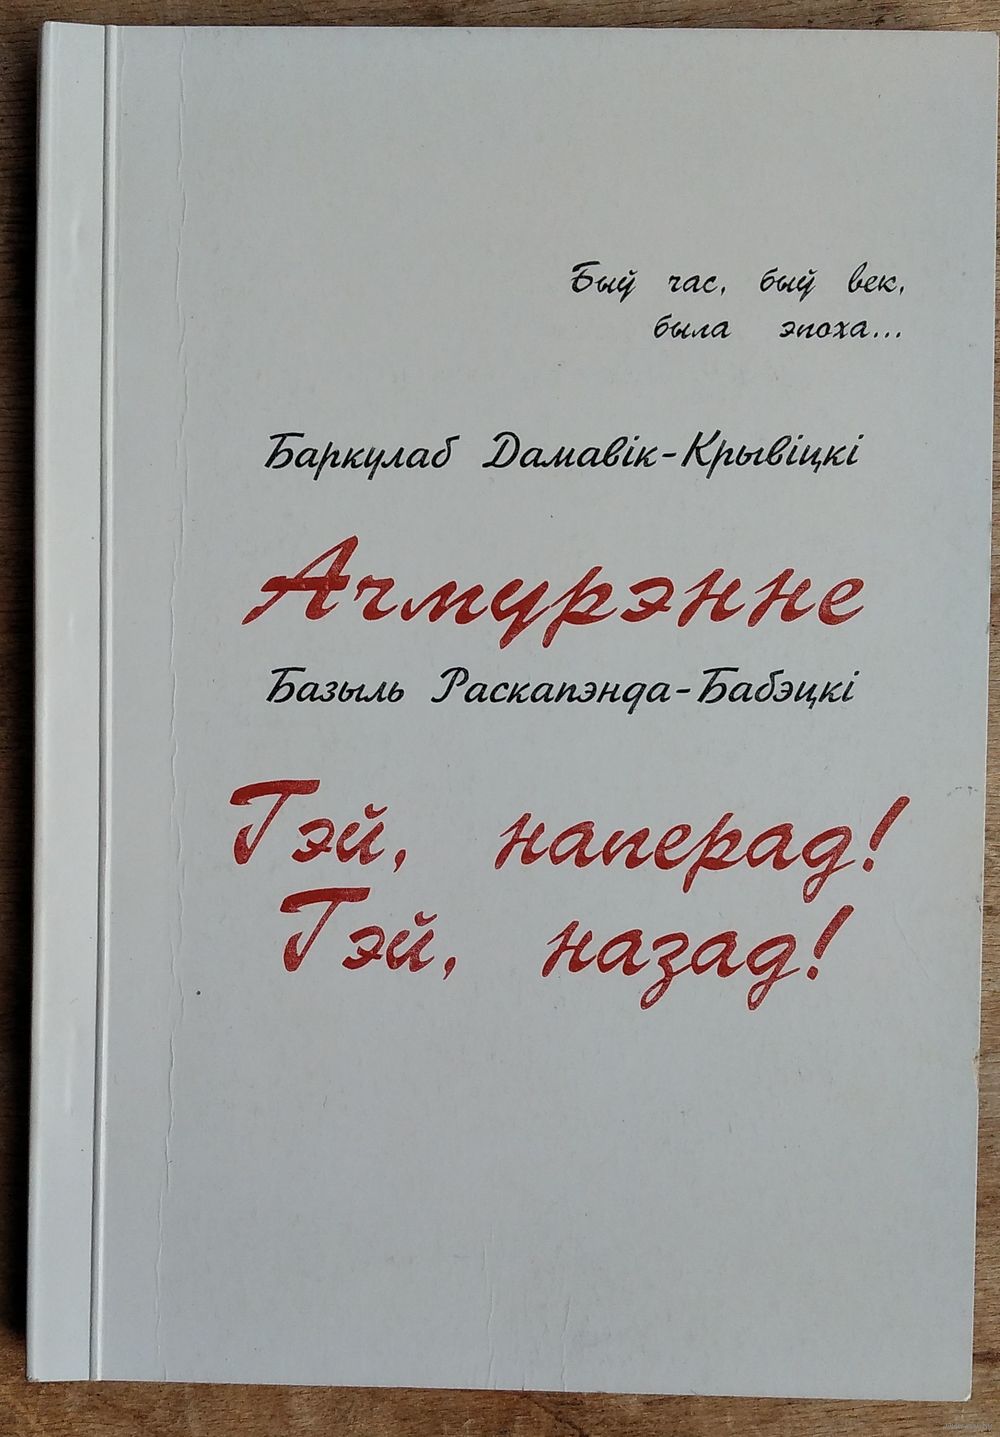 Быў час, быў век,
была эпоха...
Баркулаб Дамавік-Крывіцкі
Ачмурэнне
Базыль Раскапэнда-Бабэцкі
Гэй, наперад!
Гэй, назад!